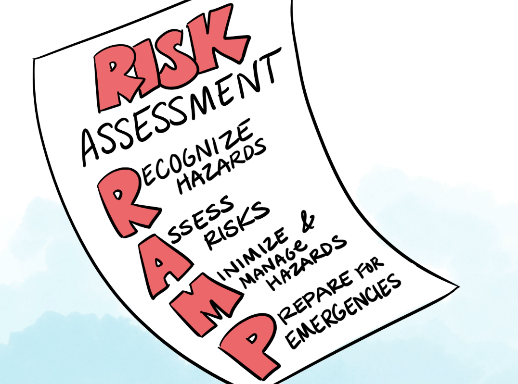 RISK
ASSESSMENT
RECOGNIZE
HAZARDS
ASSESS
RISKS
MINIMIZE &
MANAGE
HAZARDS
PREPARE FOR
EMERGENCIES